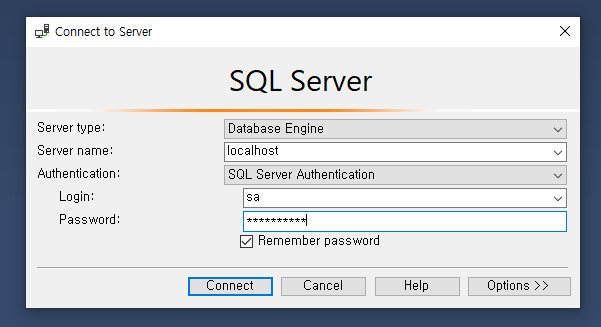 Connect to Server
SQL Server
Server type: Database Engine
Server name: localhost
Authentication: SQL Server Authentication
Login: sa
Password: **********
Remember password
Connect Cancel Help Options >>